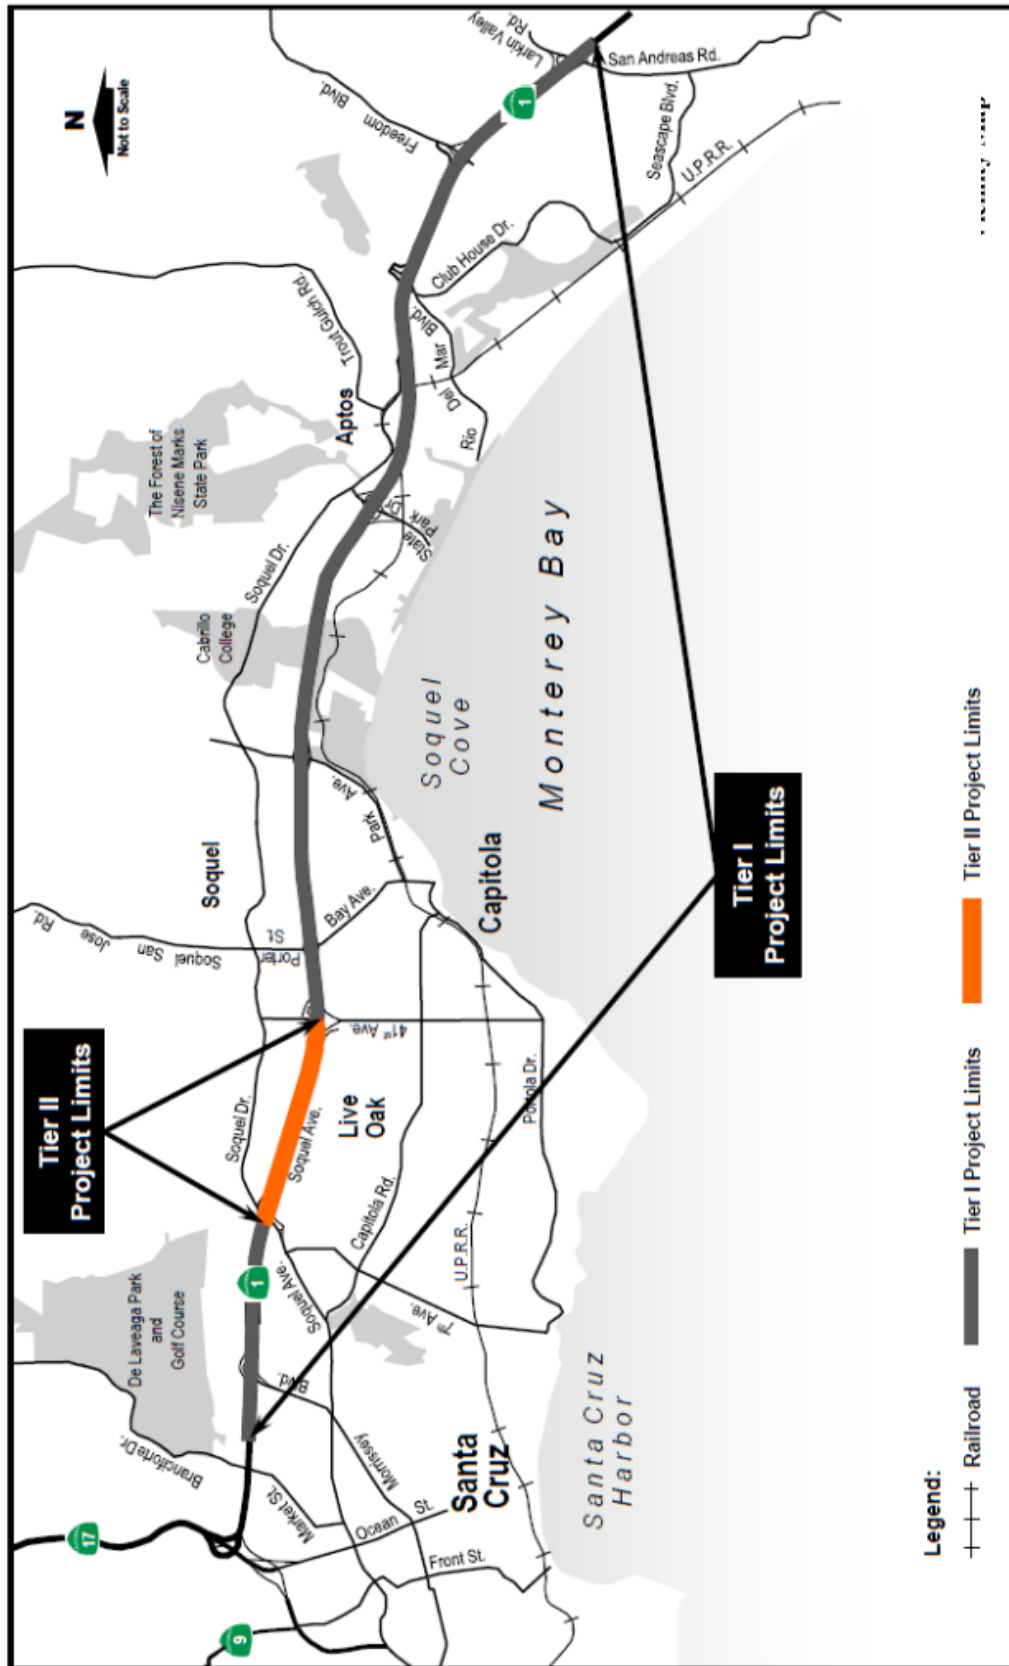 N
Not to Scale
Larkin Valley
Rd.
San Andreas Rd.
Freedom
Blvd.
1
Seascape Blvd.
U.P.R.R.
Club House Dr.
Trout Gulch Rd.
Rio
Del
Mar
Blvd.
Aptos
The Forest of
Nisene Marks
State Park
State
Park
Dr.
Soquel Dr.
Cabrillo
College
Monterey Bay
Soquel
Cove
Park
Ave.
Soquel
Capitola
Bay Ave.
Soquel San Jose Rd.
Porter
St.
41st Ave.
Tier I
Project Limits
Tier II
Project Limits
Soquel Dr.
Soquel Ave.
Live
Oak
Portola Dr.
Capitola Rd.
U.P.R.R.
7th Ave.
Soquel Ave.
1
De Laveaga Park
and
Golf Course
Branciforte Dr.
Morrissey
Blvd.
Market St.
Ocean
St.
Santa
Cruz
Front St.
Santa Cruz
Harbor
17
9
Legend:
Railroad
Tier I Project Limits
Tier II Project Limits